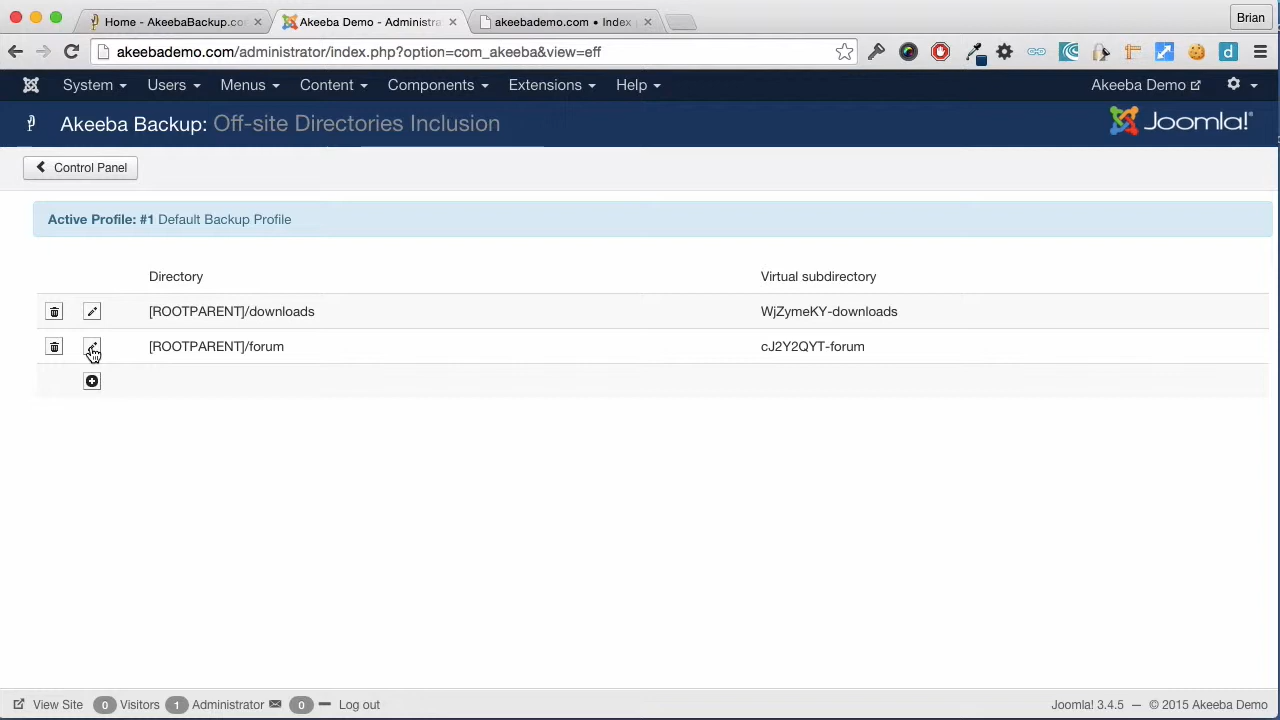 Home - AkeebaBackup.co
Akeeba Demo - Administra
akeebademo.com • Index
Brian
akeebademo.com/administrator/index.php?option=com_akeeba&view=eff
System Users Menus Content Components Extensions Help Akeeba Demo
Akeeba Backup: Off-site Directories Inclusion
Joomla!®
Control Panel
Active Profile: #1 Default Backup Profile
Directory Virtual subdirectory
[ROOTPARENT]/downloads WjZymeKY-downloads
[ROOTPARENT]/forum cJ2Y2QYT-forum
View Site 0 Visitors 1 Administrator 0 Log out Joomla! 3.4.5 — © 2015 Akeeba Demo